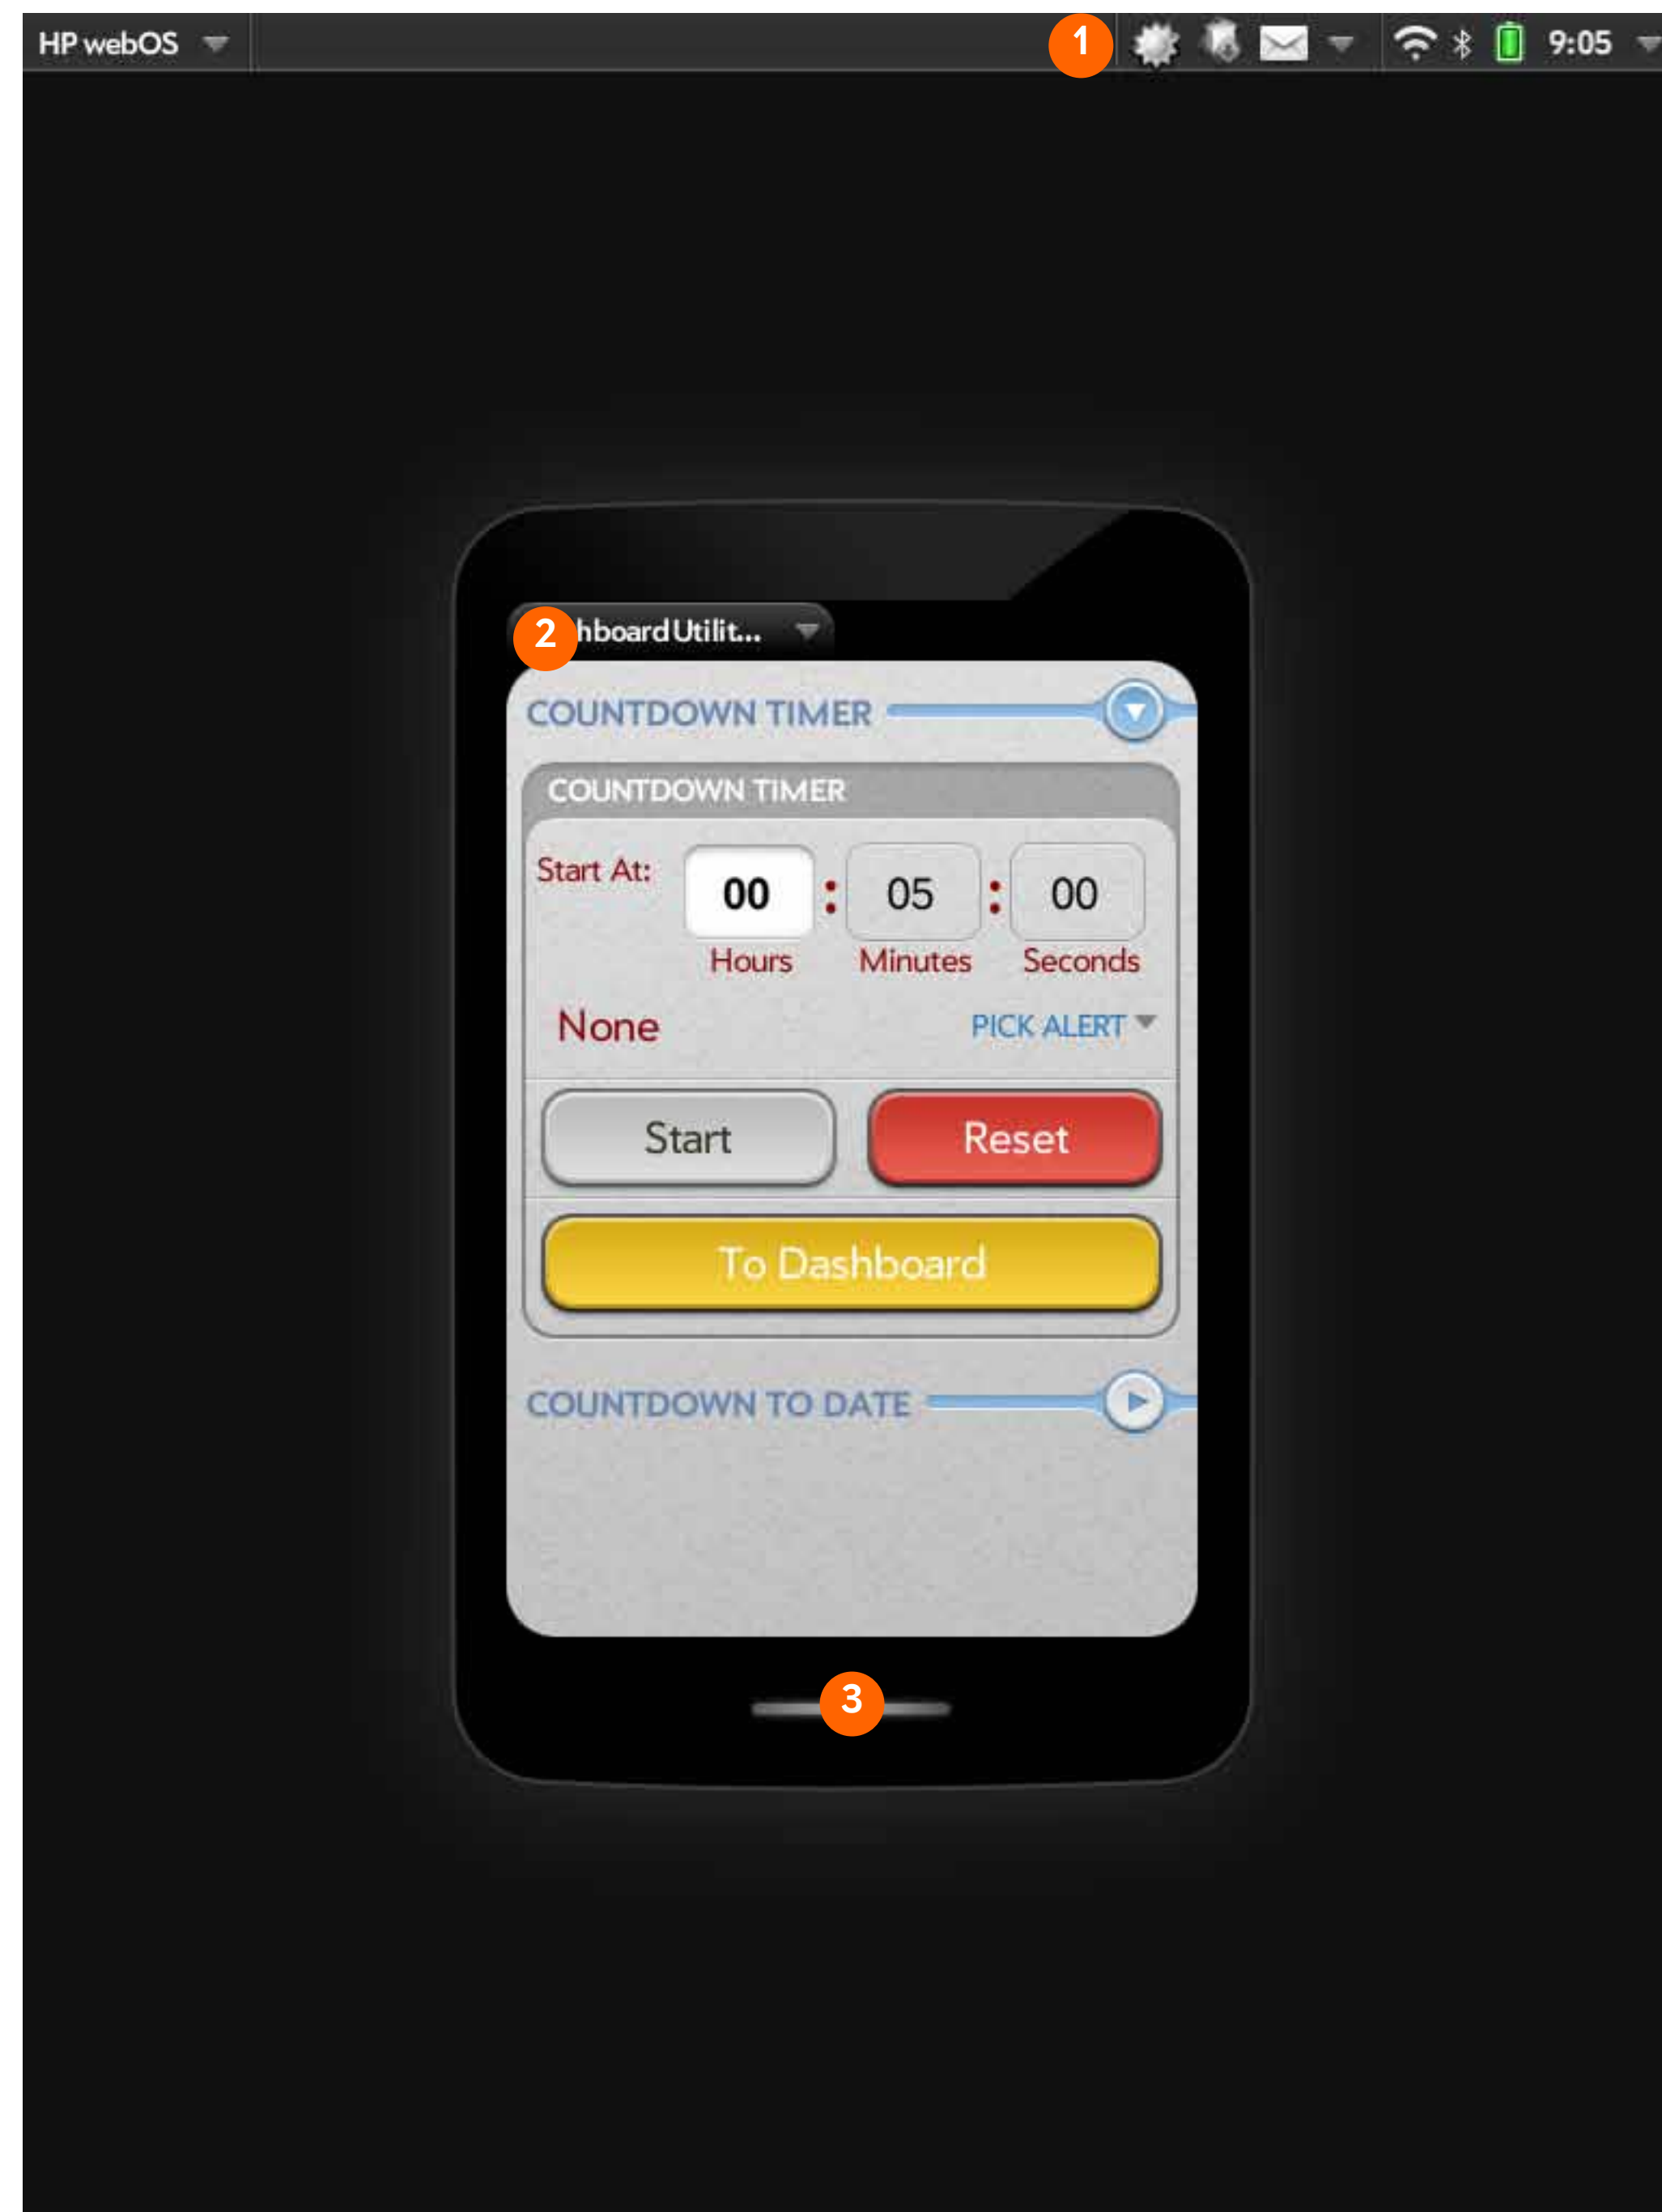 HP webOS
1
9:05
2
hboard Utilit...
COUNTDOWN TIMER
COUNTDOWN TIMER
Start At:
00 : 05 : 00
Hours Minutes Seconds
None PICK ALERT
Start Reset
To Dashboard
COUNTDOWN TO DATE
3